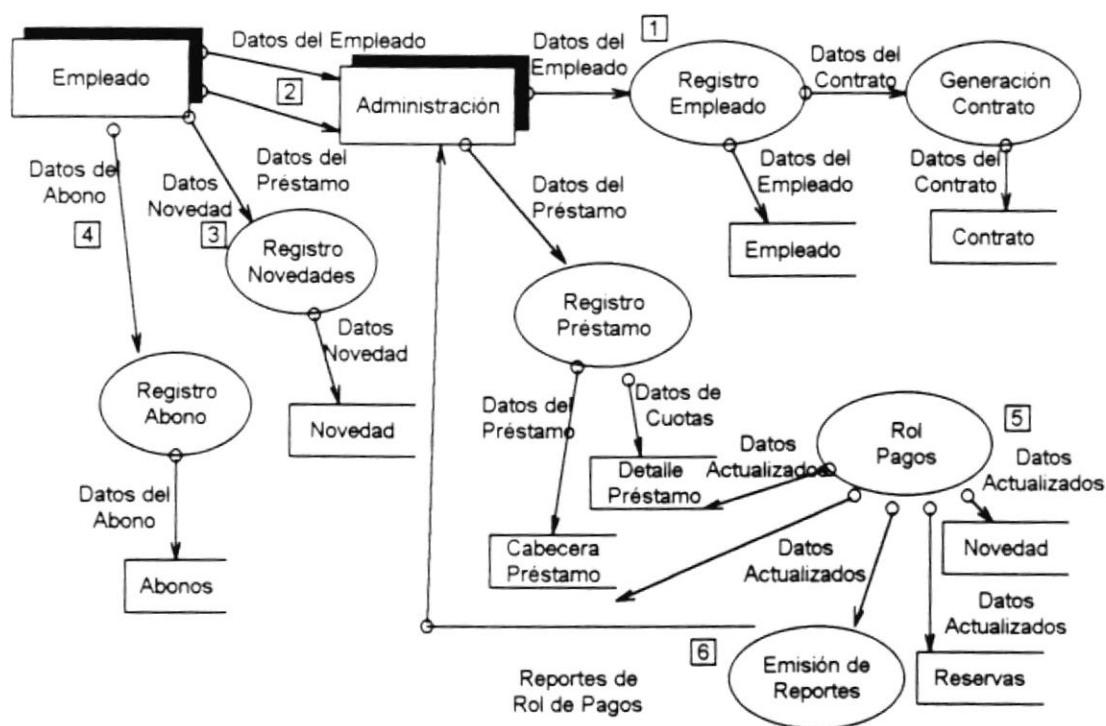 Empleado
Datos del Empleado
2
Administración
Datos del
Empleado
1
Registro
Empleado
Datos del
Contrato
Generación
Contrato
Datos del
Empleado
Empleado
Datos del
Contrato
Contrato
Datos del
Abono
4
Datos
Novedad
3
Datos del
Préstamo
Registro
Novedades
Datos
Novedad
Novedad
Registro
Abono
Datos del
Abono
Abonos
Datos del
Préstamo
Registro
Préstamo
Datos del
Préstamo
Datos de
Cuotas
Detalle
Préstamo
Cabecera
Préstamo
Datos
Actualizados
Rol
Pagos
5
Datos
Actualizados
Novedad
Datos
Actualizados
Datos
Actualizados
Reservas
6
Emisión de
Reportes
Reportes de
Rol de Pagos